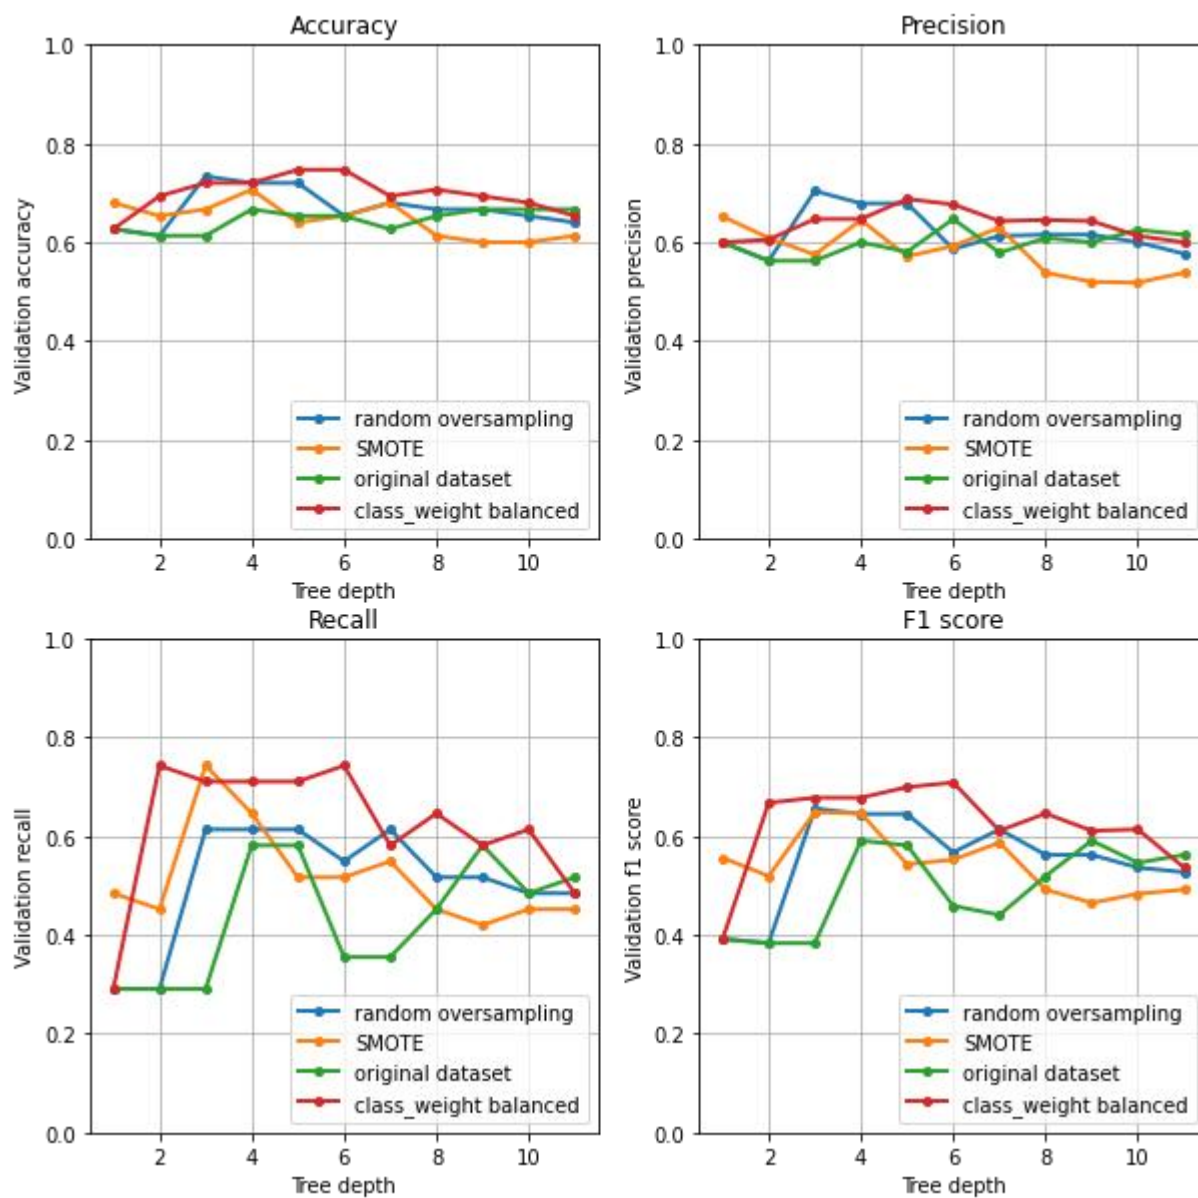 Accuracy
1.0
0.8
0.6
0.4
0.2
0.0
Validation accuracy
random oversampling
SMOTE
original dataset
class_weight balanced
2 4 6 8 10
Tree depth
Precision
1.0
0.8
0.6
0.4
0.2
0.0
Validation precision
random oversampling
SMOTE
original dataset
class_weight balanced
2 4 6 8 10
Tree depth
Recall
1.0
0.8
0.6
0.4
0.2
0.0
Validation recall
random oversampling
SMOTE
original dataset
class_weight balanced
2 4 6 8 10
Tree depth
F1 score
1.0
0.8
0.6
0.4
0.2
0.0
Validation f1 score
random oversampling
SMOTE
original dataset
class_weight balanced
2 4 6 8 10
Tree depth